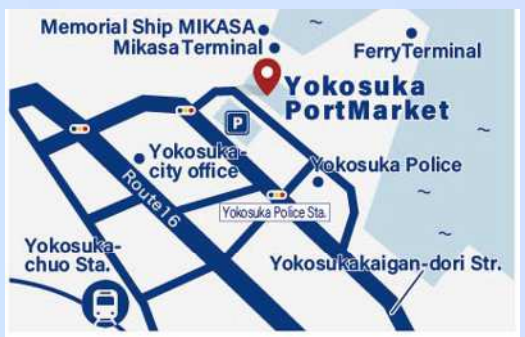 Memorial Ship MIKASA
Mikasa Terminal
FerryTerminal
Yokosuka
PortMarket
P
Yokosuka-
city office
Yokosuka Police
Route16
Yokosuka Police Sta.
Yokosuka-
chuo Sta.
Yokosukakaigan-dori Str.